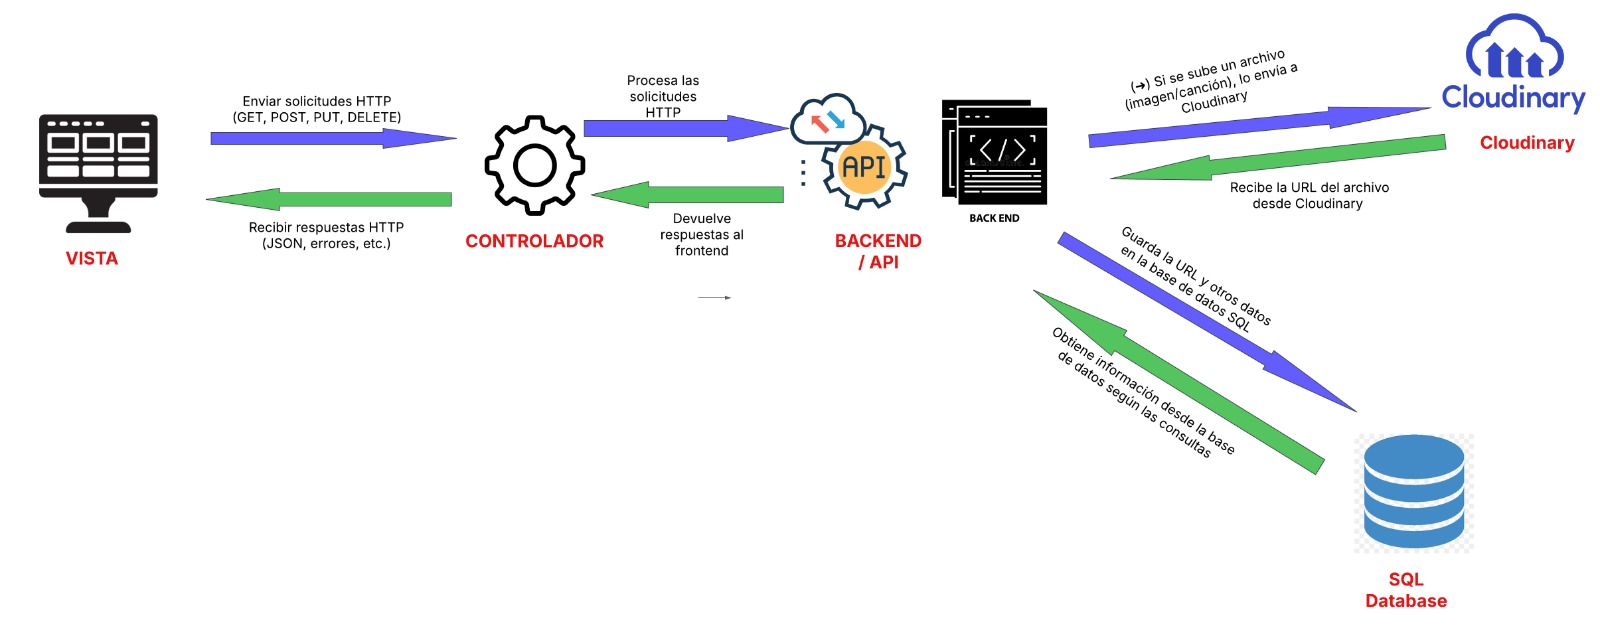 Enviar solicitudes HTTP
(GET, POST, PUT, DELETE)
Recibir respuestas HTTP
(JSON, errores, etc.)
VISTA
CONTROLADOR
Procesa las
solicitudes
HTTP
Devuelve
respuestas al
frontend
API
BACKEND
/ API
</>
BACK END
(➔) Si se sube un archivo
(imagen/canción), lo envía a
Cloudinary
Cloudinary
Cloudinary
Recibe la URL del archivo
desde Cloudinary
Guarda la URL y otros datos
en la base de datos SQL
Obtiene información desde la base
de datos según las consultas
SQL
Database